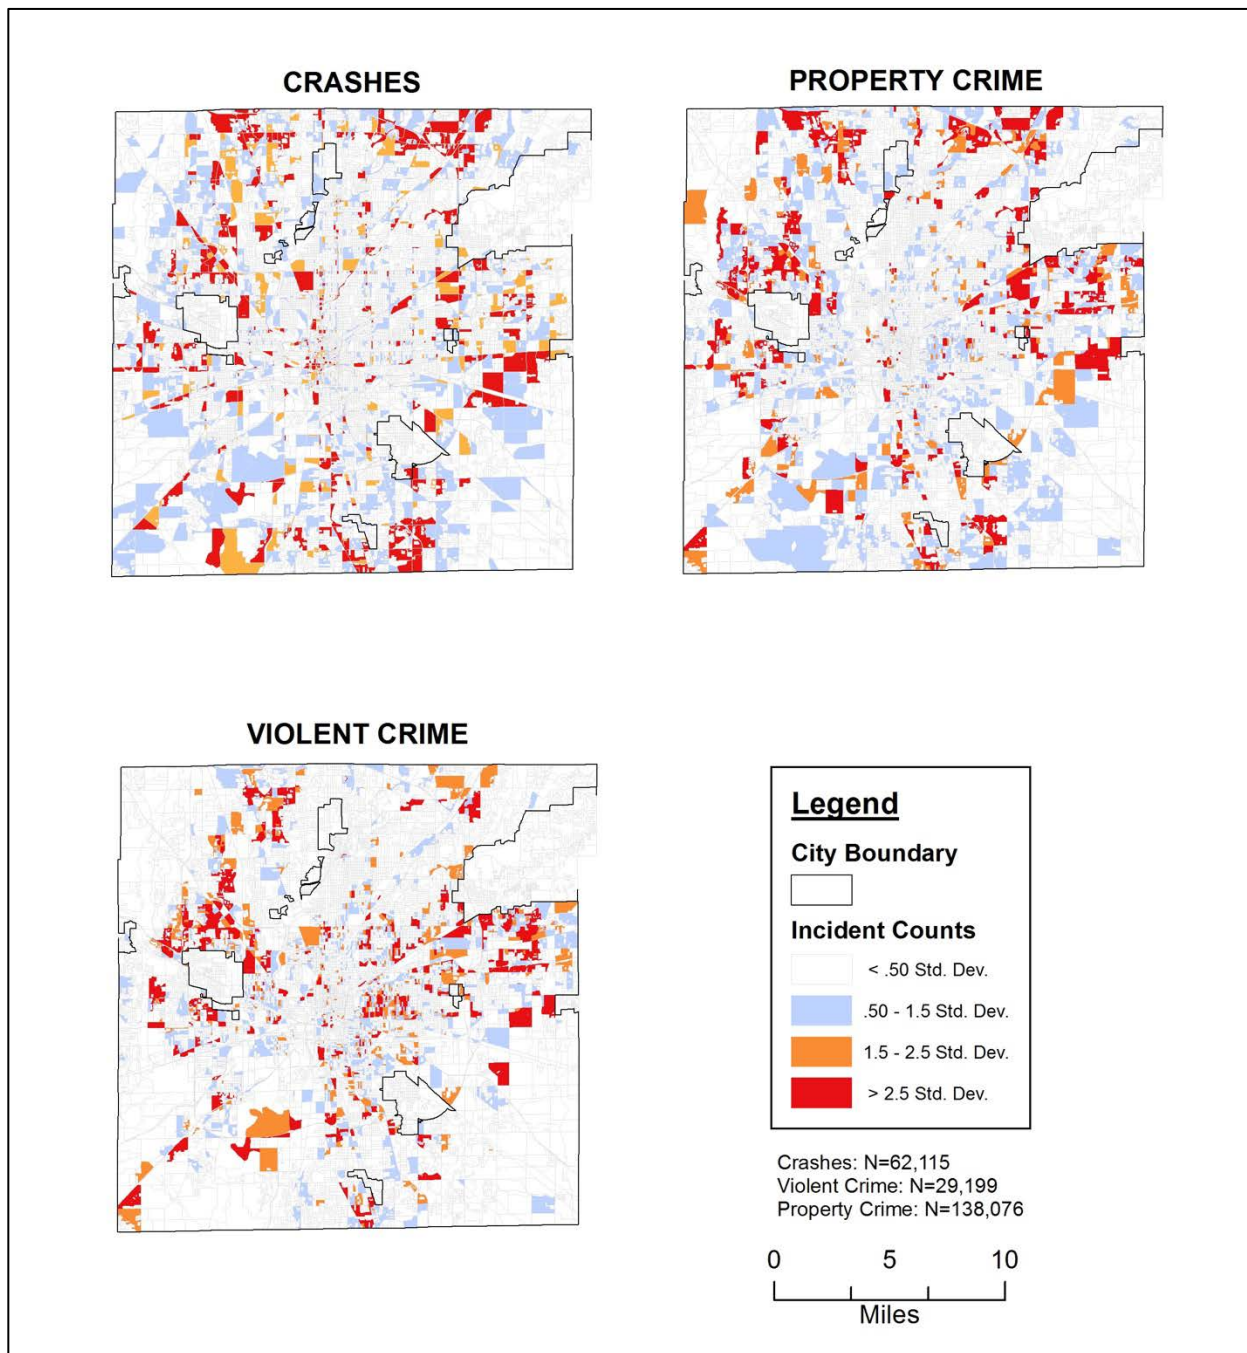 CRASHES
PROPERTY CRIME
VIOLENT CRIME
Legend
City Boundary
Incident Counts
< .50 Std. Dev.
.50 - 1.5 Std. Dev.
1.5 - 2.5 Std. Dev.
> 2.5 Std. Dev.
Crashes: N=62,115
Violent Crime: N=29,199
Property Crime: N=138,076
0 5 10
Miles